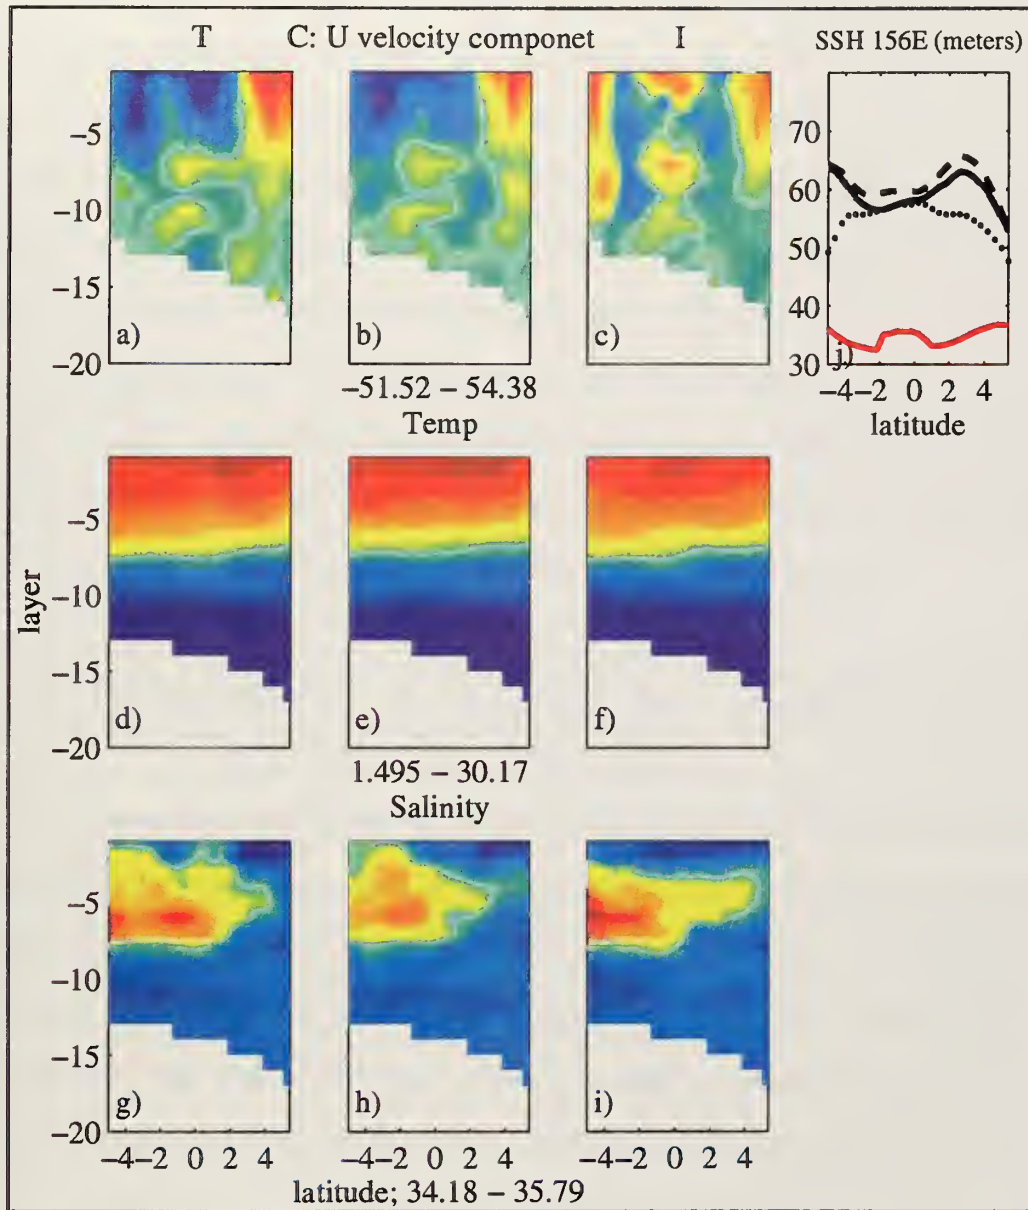 T C: U velocity componet I SSH 156E (meters)
-5
-10
-15
-20
a) b) c)
70
60
50
40
30
j)
-4 -2 0 2 4
latitude
-51.52 - 54.38
Temp
layer
-5
-10
-15
-20
d) e) f)
1.495 - 30.17
Salinity
-5
-10
-15
-20
g) h) i)
-4 -2 0 2 4 -4 -2 0 2 4 -4 -2 0 2 4
latitude; 34.18 - 35.79